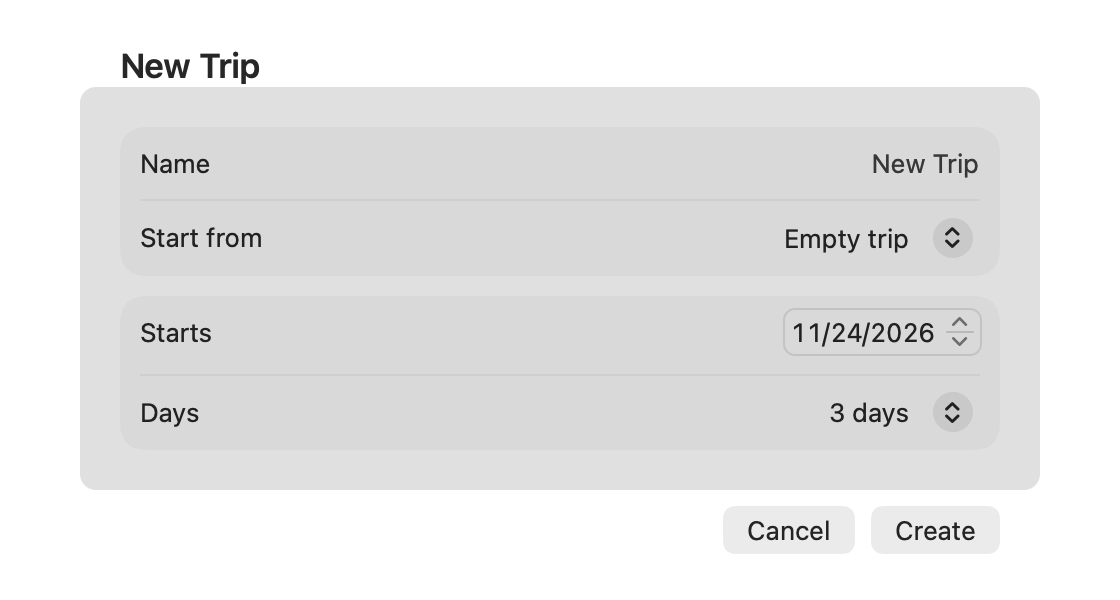 New Trip
Name New Trip
Start from Empty trip
Starts 11/24/2026
Days 3 days
Cancel Create